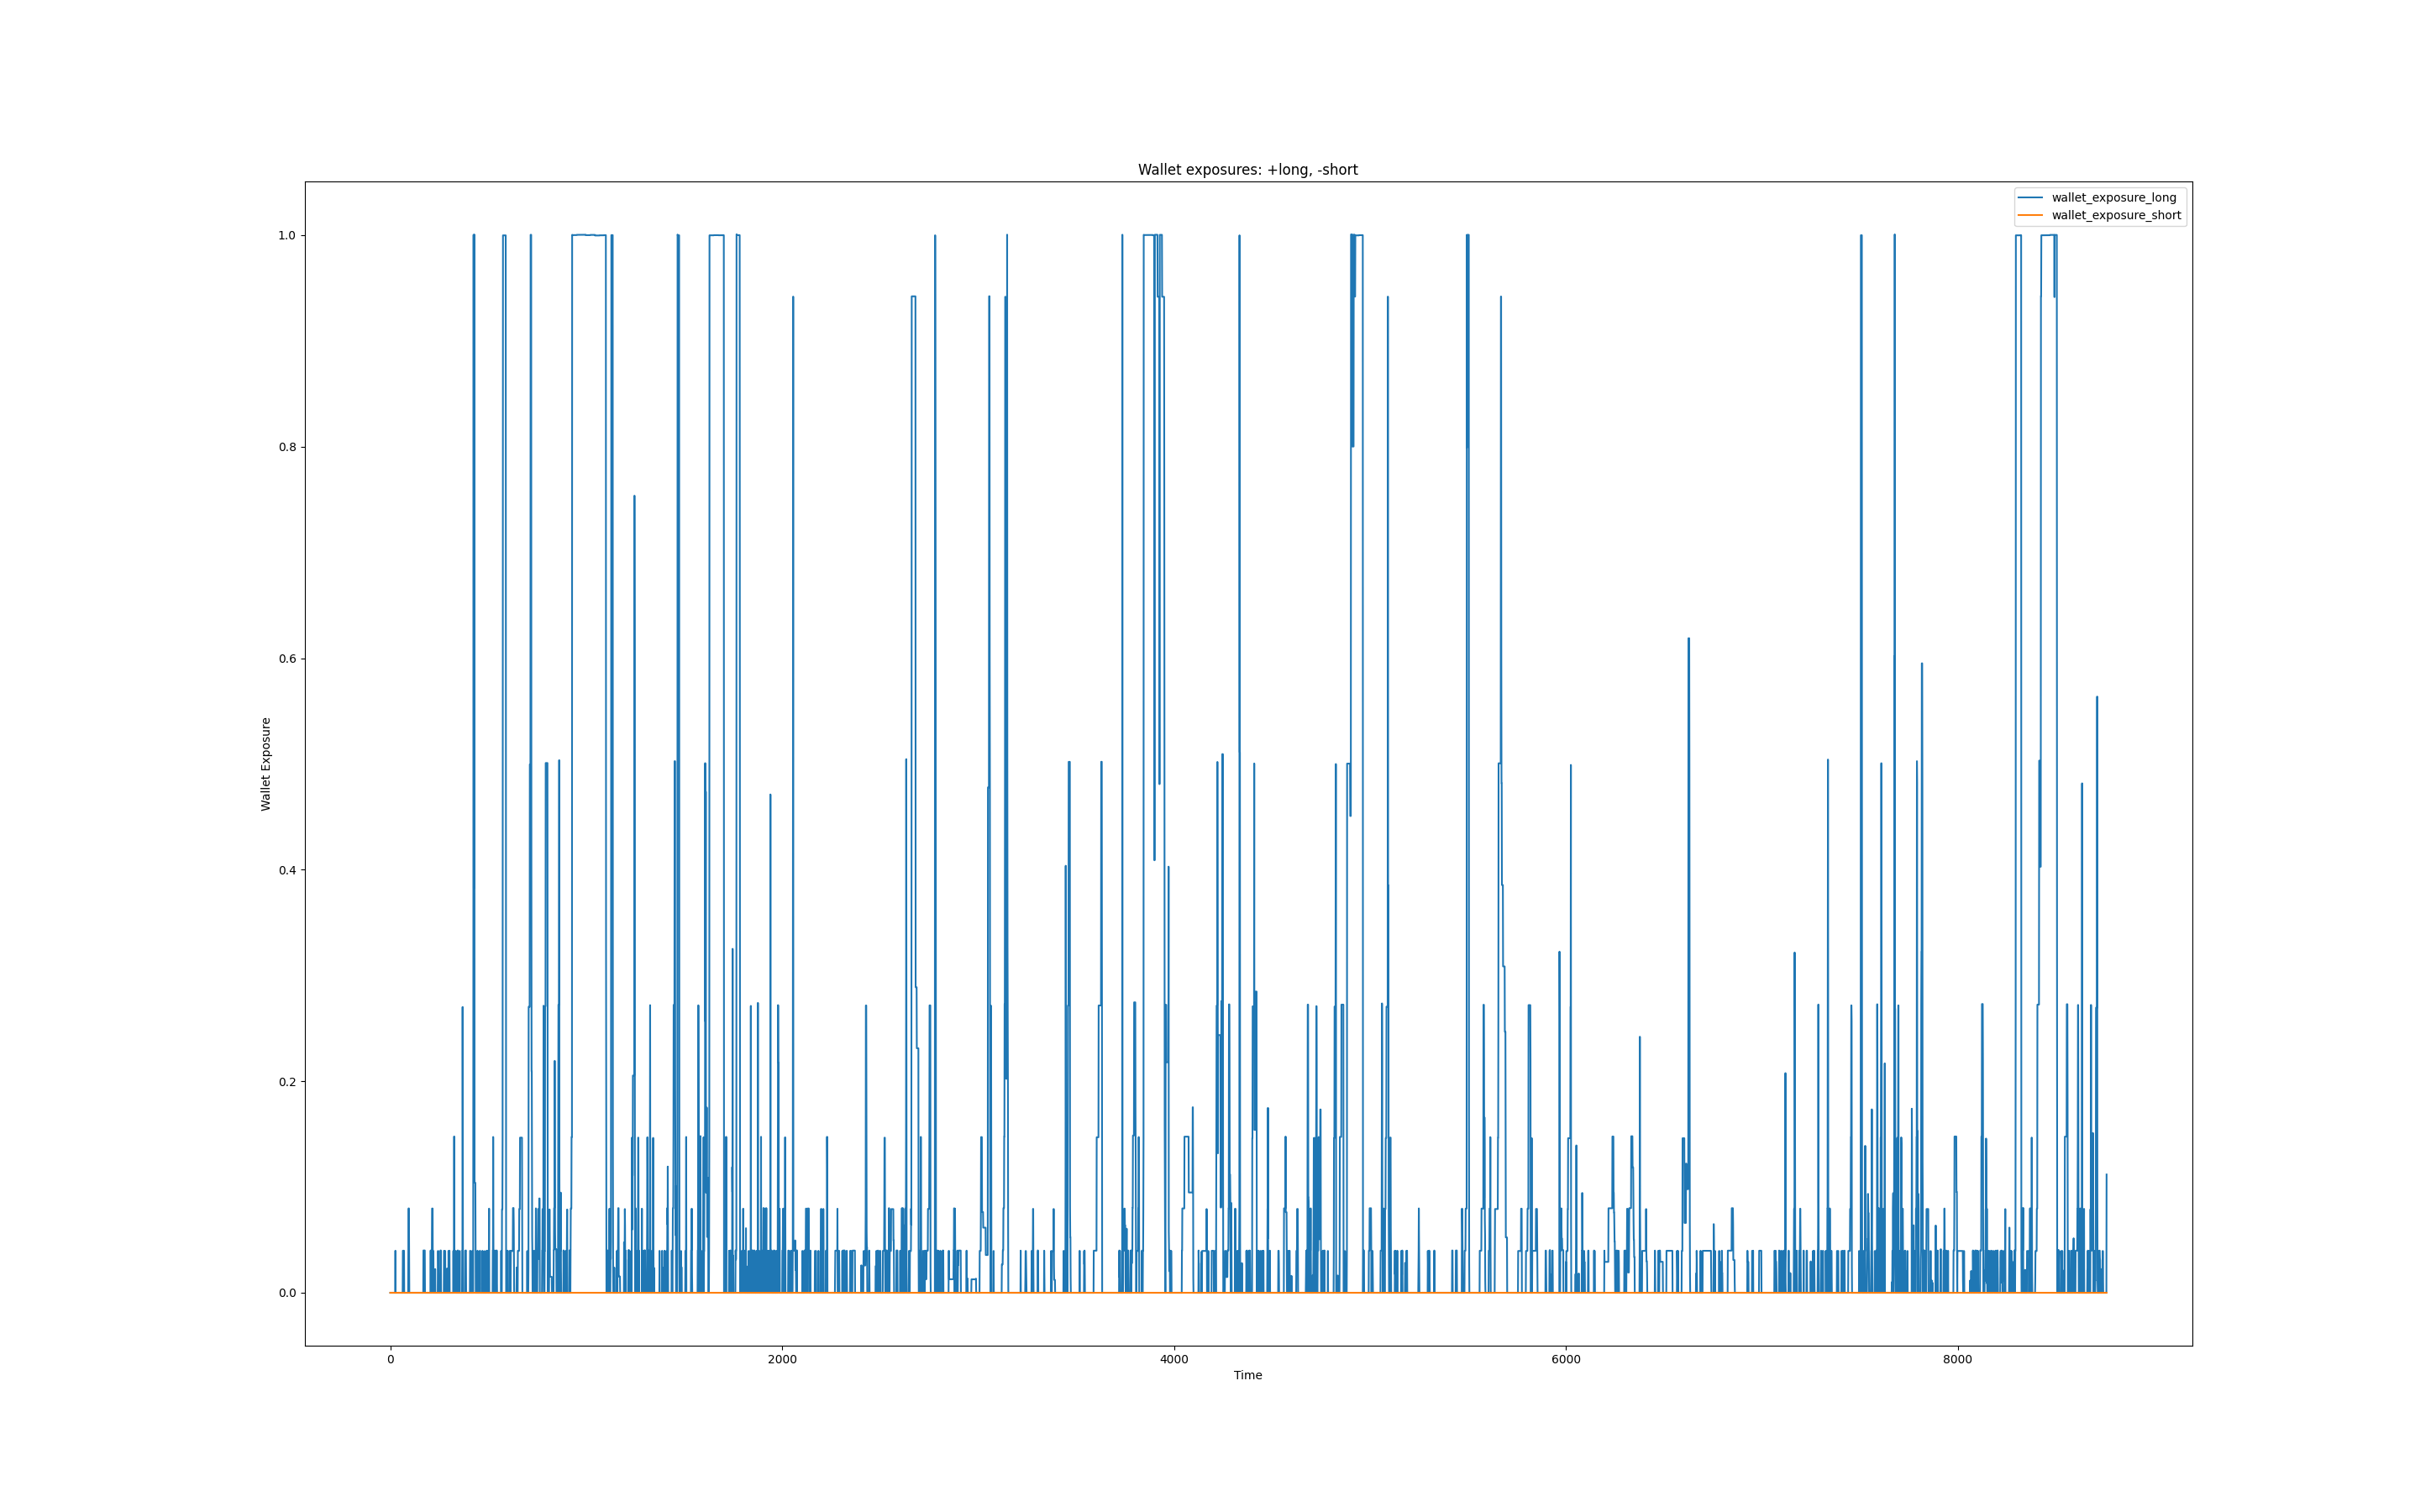 Wallet exposures: +long, -short
wallet_exposure_long
wallet_exposure_short
1.0
0.8
0.6
0.4
0.2
0.0
Wallet Exposure
0 2000 4000 6000 8000
Time